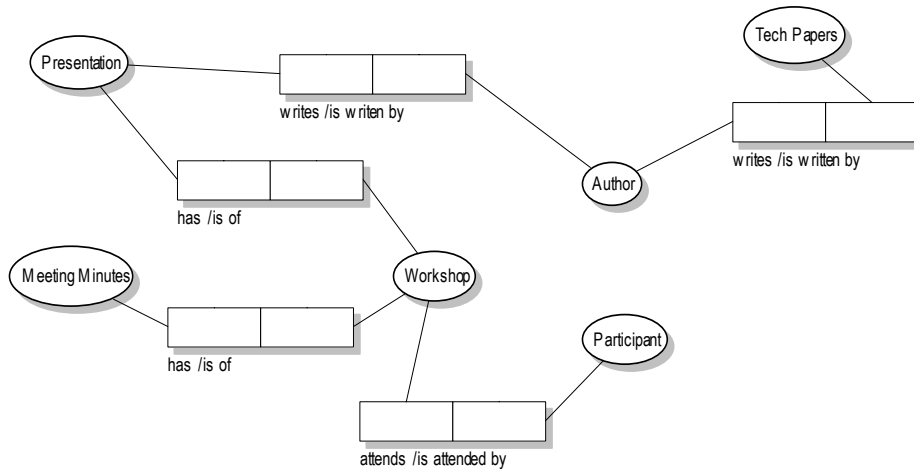 Tech Papers
Presentation
writes /is writen by
writes /is written by
Author
has /is of
Meeting Minutes
Workshop
Participant
has /is of
attends /is attended by